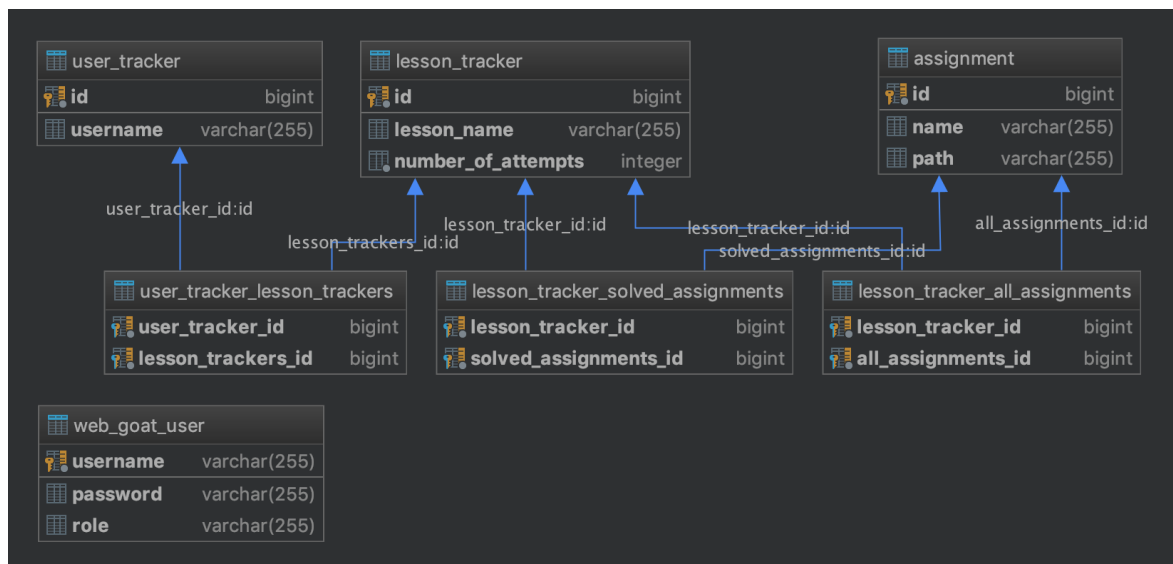 user_tracker
id bigint
username varchar(255)
lesson_tracker
id bigint
lesson_name varchar(255)
number_of_attempts integer
assignment
id bigint
name varchar(255)
path varchar(255)
user_tracker_id:id
lesson_trackers_id:id
lesson_tracker_id:id
lesson_tracker_id:id
solved_assignments_id:id
all_assignments_id:id
user_tracker_lesson_trackers
user_tracker_id bigint
lesson_trackers_id bigint
lesson_tracker_solved_assignments
lesson_tracker_id bigint
solved_assignments_id bigint
lesson_tracker_all_assignments
lesson_tracker_id bigint
all_assignments_id bigint
web_goat_user
username varchar(255)
password varchar(255)
role varchar(255)